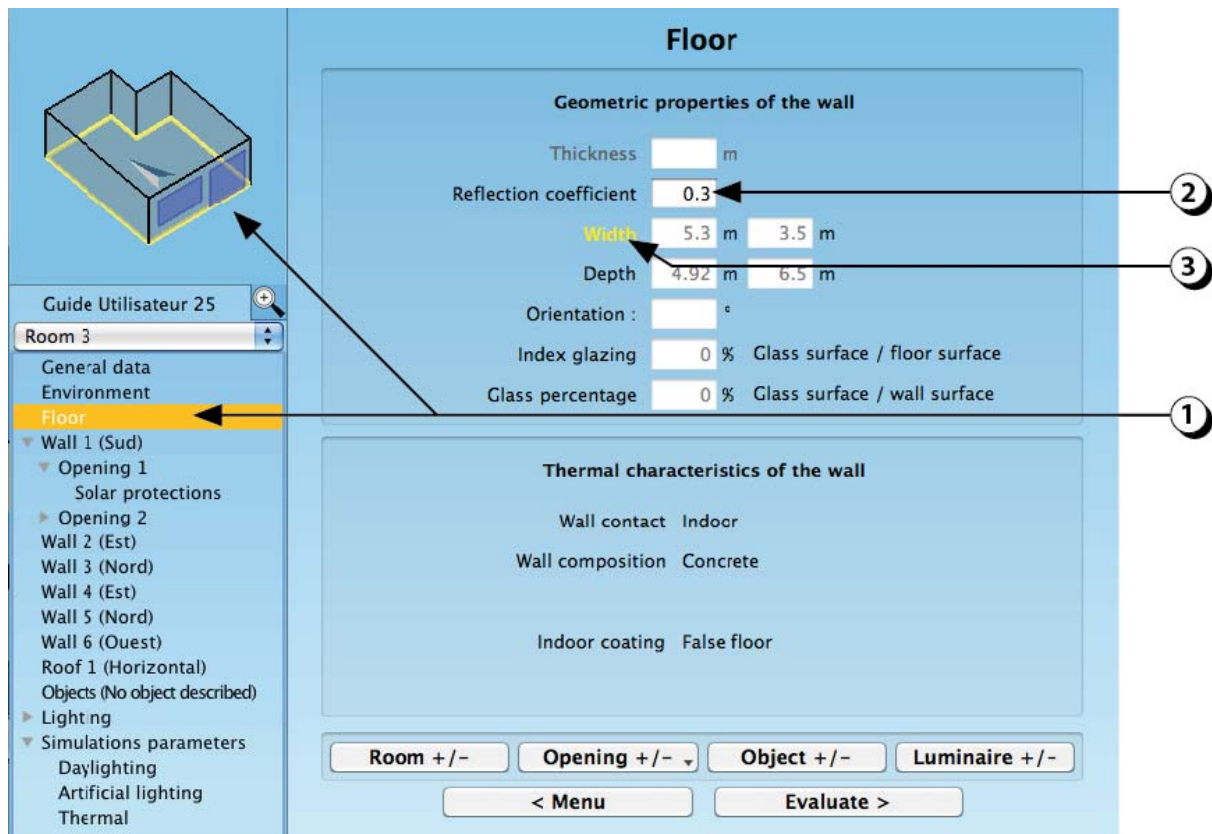 Floor
Geometric properties of the wall
Thickness m
Reflection coefficient 0.3
2
Width 5.3 m 3.5 m
3
Depth 4.92 m 6.5 m
Orientation : °
Index glazing 0 % Glass surface / floor surface
Glass percentage 0 % Glass surface / wall surface
1
Guide Utilisateur 25
Room 3
General data
Environment
Floor
Wall 1 (Sud)
Opening 1
Solar protections
Opening 2
Wall 2 (Est)
Wall 3 (Nord)
Wall 4 (Est)
Wall 5 (Nord)
Wall 6 (Ouest)
Roof 1 (Horizontal)
Objects (No object described)
Lighting
Simulations parameters
Daylighting
Artificial lighting
Thermal
Thermal characteristics of the wall
Wall contact Indoor
Wall composition Concrete
Indoor coating False floor
Room +/- Opening +/- Object +/- Luminaire +/-
< Menu Evaluate >